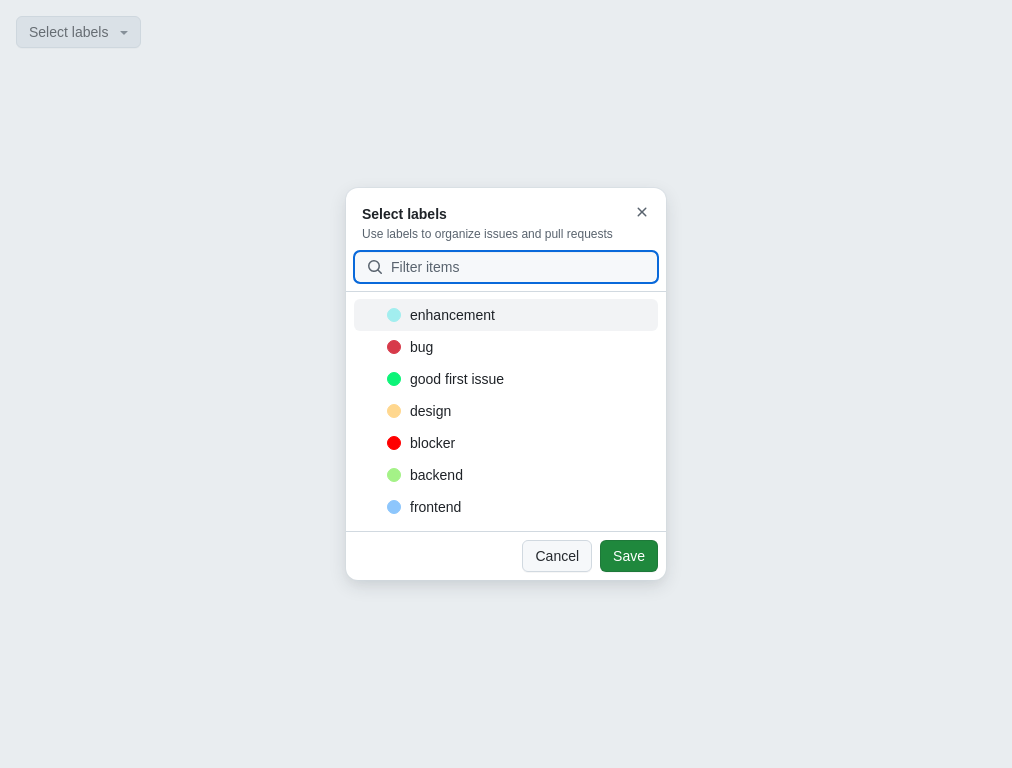 Select labels
Select labels
Use labels to organize issues and pull requests
Filter items
enhancement
bug
good first issue
design
blocker
backend
frontend
Cancel
Save